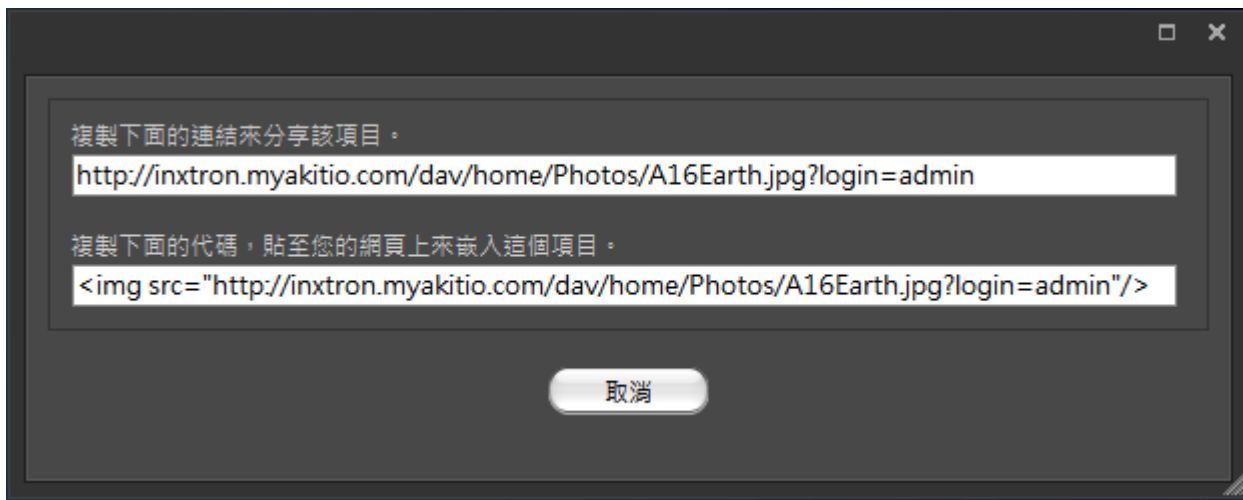 複製下面的連結來分享該項目。
http://inxtron.myakitio.com/dav/home/Photos/A16Earth.jpg?login=admin
複製下面的代碼，貼至您的網頁上來嵌入這個項目。
<img src="http://inxtron.myakitio.com/dav/home/Photos/A16Earth.jpg?login=admin"/>
取消